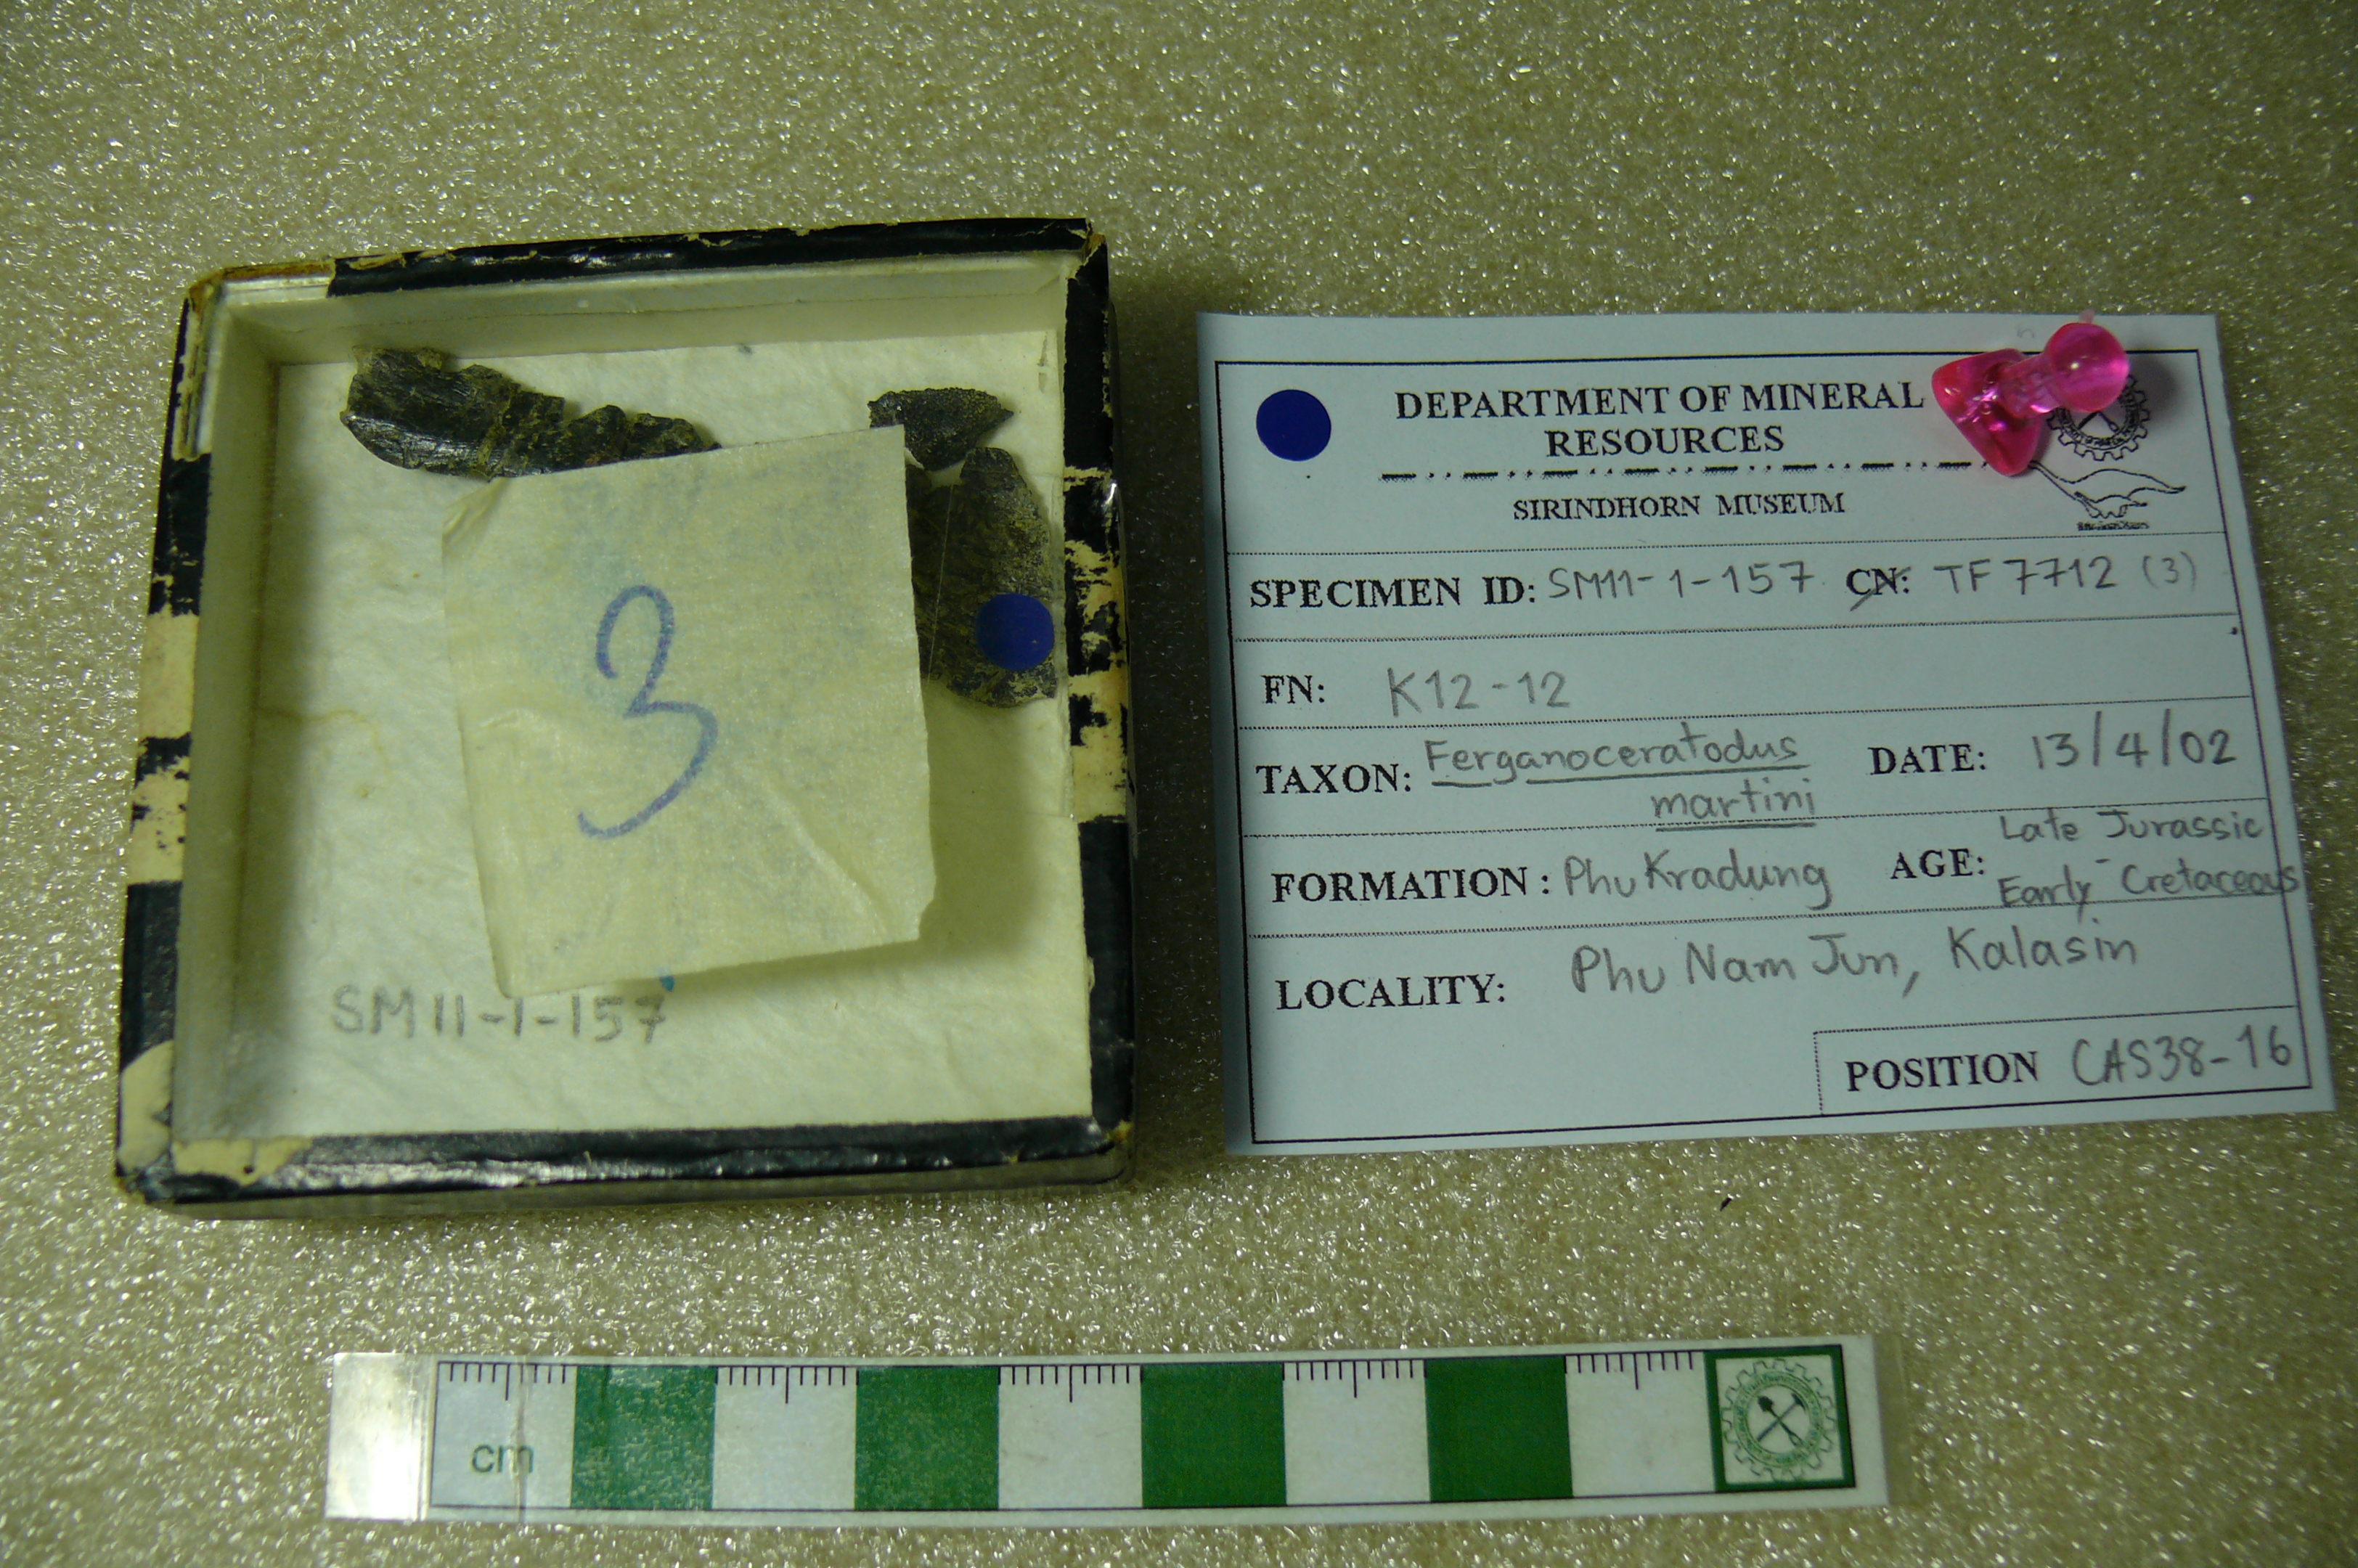 3
SM11-1-157
DEPARTMENT OF MINERAL
RESOURCES
SIRINDHORN MUSEUM
SPECIMEN ID: SM11-1-157 CN: TF 7712 (3)
FN: K12-12
TAXON: Ferganoceratodus martini
DATE: 13/4/02
FORMATION: Phu Kradung
AGE: Late Jurassic - Early Cretaceous
LOCALITY: Phu Nam Jun, Kalasin
POSITION CAS38-16
cm